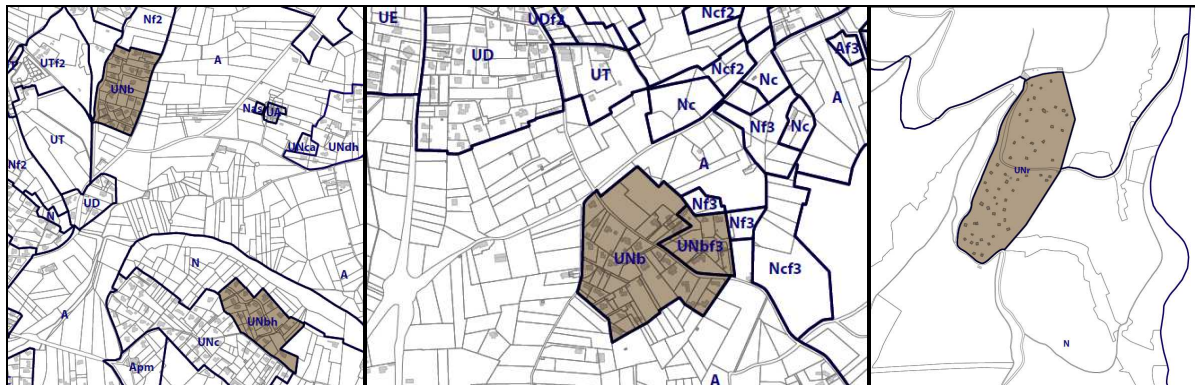 Nf2
UTf2
A
UNb
Nas
UA
UT
UNca
UNdh
Nf2
UD
N
N
A
A
UNbh
UNc
Apm
UE
UDf2
Ncf2
UD
UT
Ncf2
Af3
Nc
Nc
A
Nf3
Nc
A
Nf3
Nf3
UNbf3
UNb
Ncf3
A
UNr
N